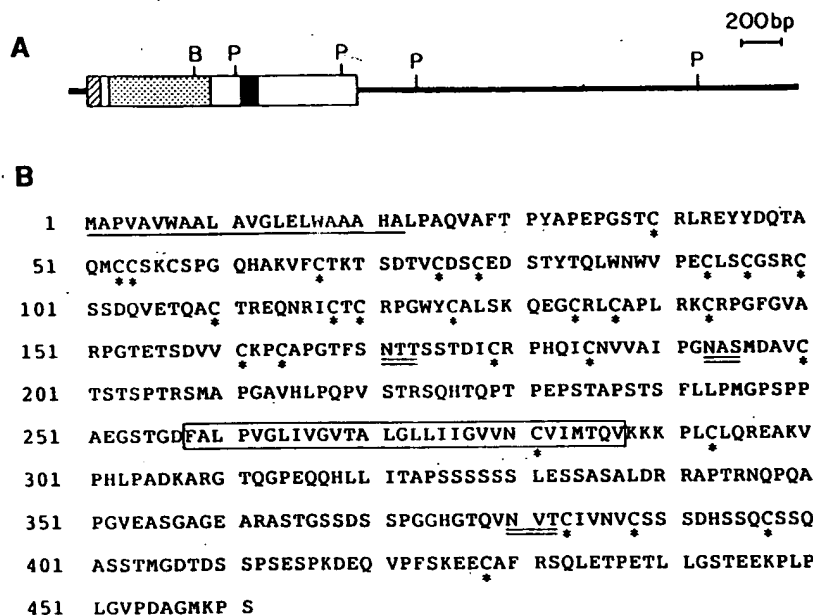 200bp
A
B P P P P
B
1 MAPVAVWAAL AVGLELWAAA HALPAQVAFT PYAPEPGSTC RLREYYDQTA
* 
51 QMCCSKCSPG QHAKVFCTKT SDTVCDSCED STYTQLWNWV PECLSCGSRC
** * * * * * *
101 SSDQVETQAC TREQNRICTC RPGWYCALSK QEGCRLCAPL RKCRPGFGVA
* * * * * * *
151 RPGTETSDVV CKPCAPGTFS NTTSSTDICR PHQICNVVAI PGNASMDAVC
* * * * *
201 TSTSPTRSMA PGAVHLPQPV STRSQHTQPT PEPSTAPSTS FLLPMGPSPP
251 AEGSTGDFAL PVGLIVGVTA LGLLIIGVVN CVIMTQVKKK PLCLQREAKV
* *
301 PHLPADKARG TQGPEQQHLL ITAPSSSSSS LESSASALDR RAPTRNQPQA
351 PGVEASGAGE ARASTGSSDS SPGGHGTQVN VTCIVNVCSS SDHSSQCSSQ
* * *
401 ASSTMGDTDS SPSESPKDEQ VPFSKEECAF RSQLETPETL LGSTEEKPLP
*
451 LGVPDAGMKP S